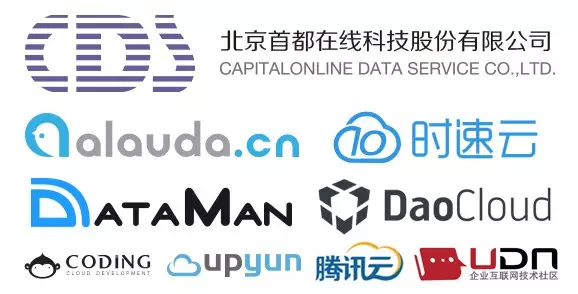 CDS 北京首都在线科技股份有限公司
CAPITALONLINE DATA SERVICE CO.,LTD.
alauda.cn 时速云
DATAMAN DaoCloud
CODING upyun 腾讯云 UDN
CLOUD DEVELOPMENT 企业互联网技术社区